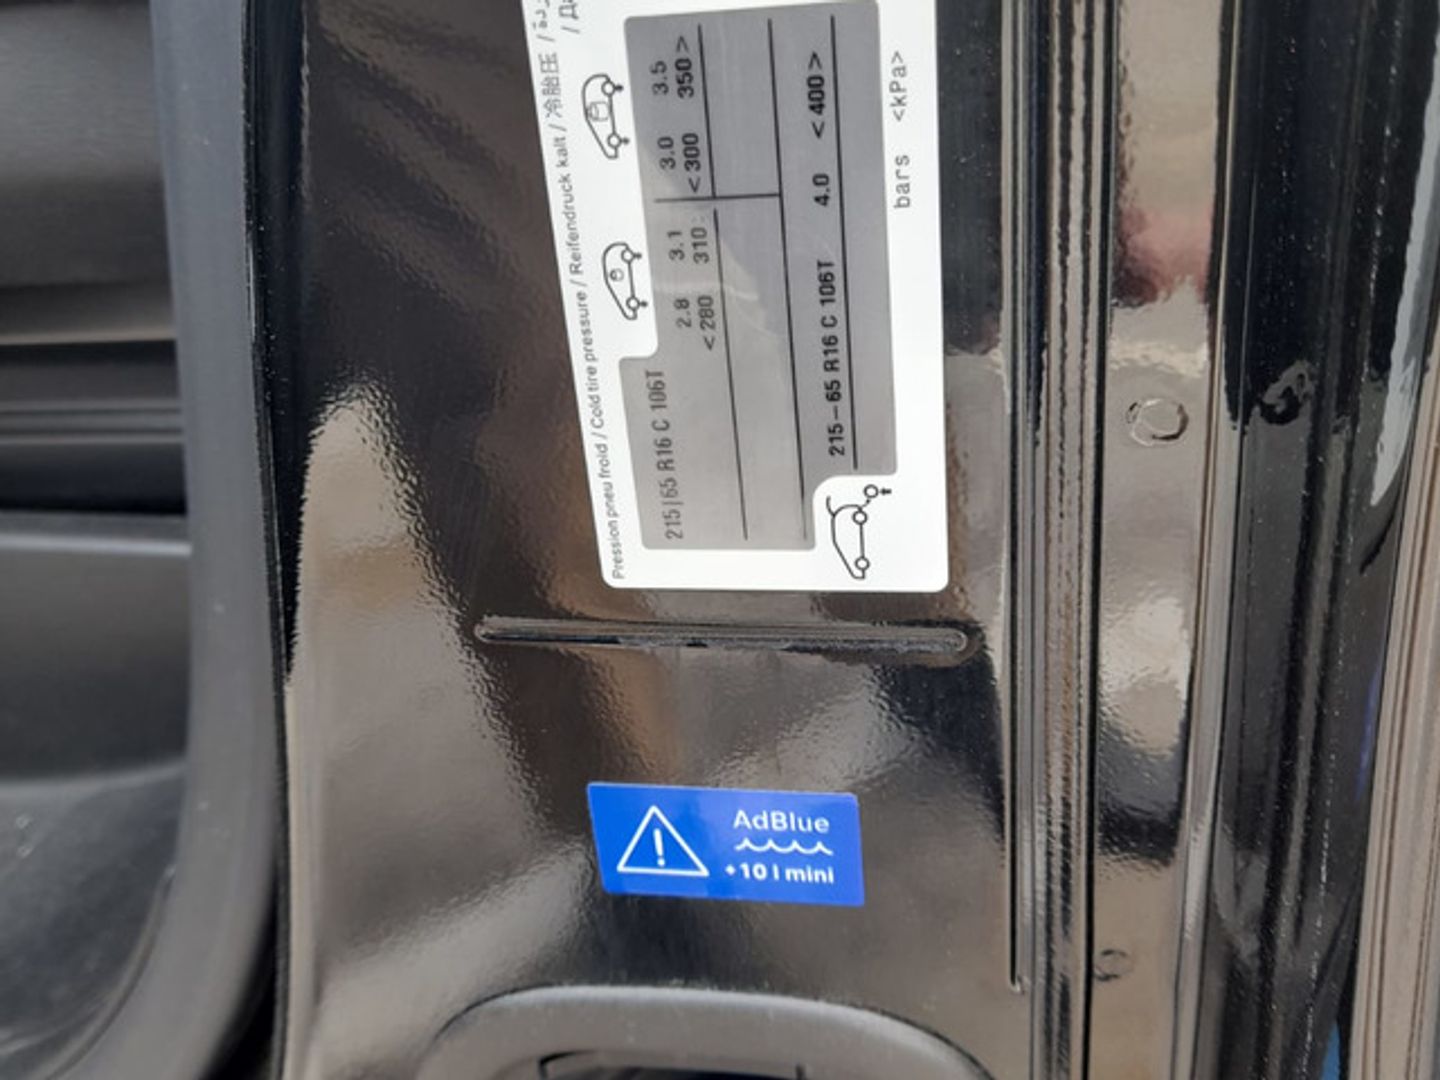 Pression pneu froid / Cold tire pressure / Reifendruck kalt / 冷胎压 /
215|65 R16 C 106T
2.8 3.1 3.0 3.5
<280 310: <300 350>
215-65 R16 C 106T 4.0 <400>
bars <kPa>
AdBlue
+10 l mini